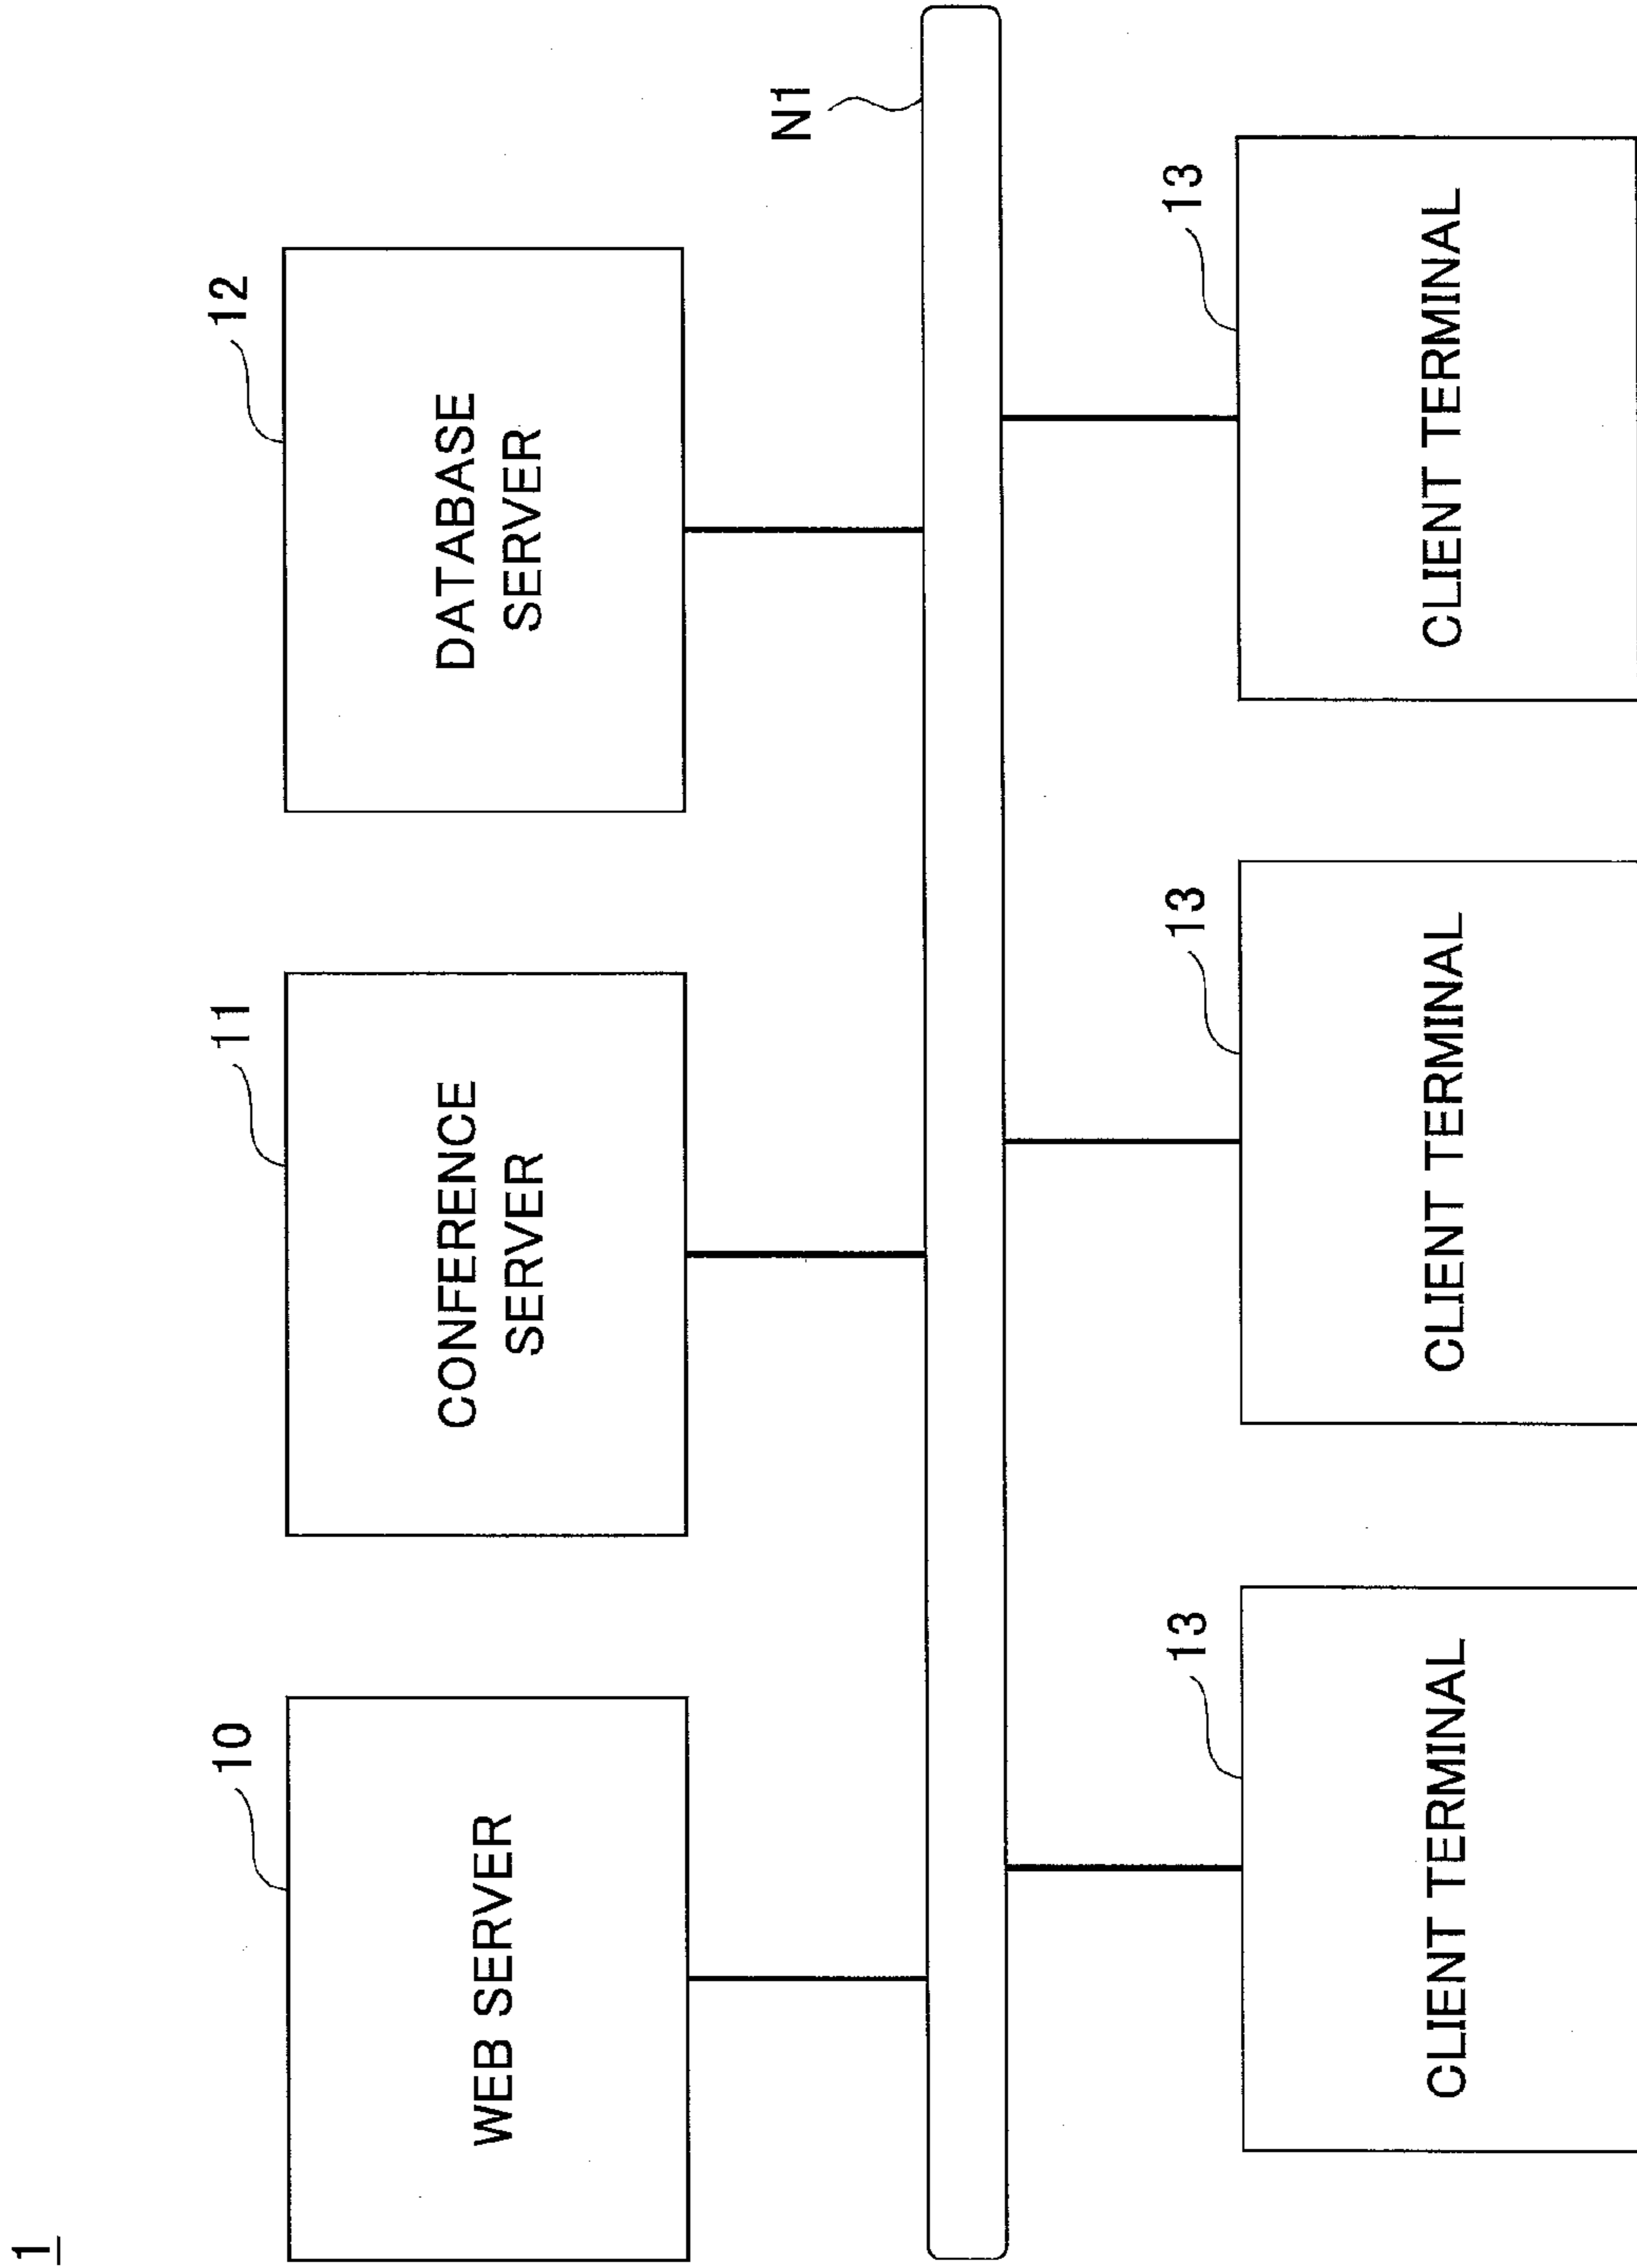 1
10
WEB SERVER
11
CONFERENCE
SERVER
12
DATABASE
SERVER
N1
13
CLIENT TERMINAL
13
CLIENT TERMINAL
13
CLIENT TERMINAL